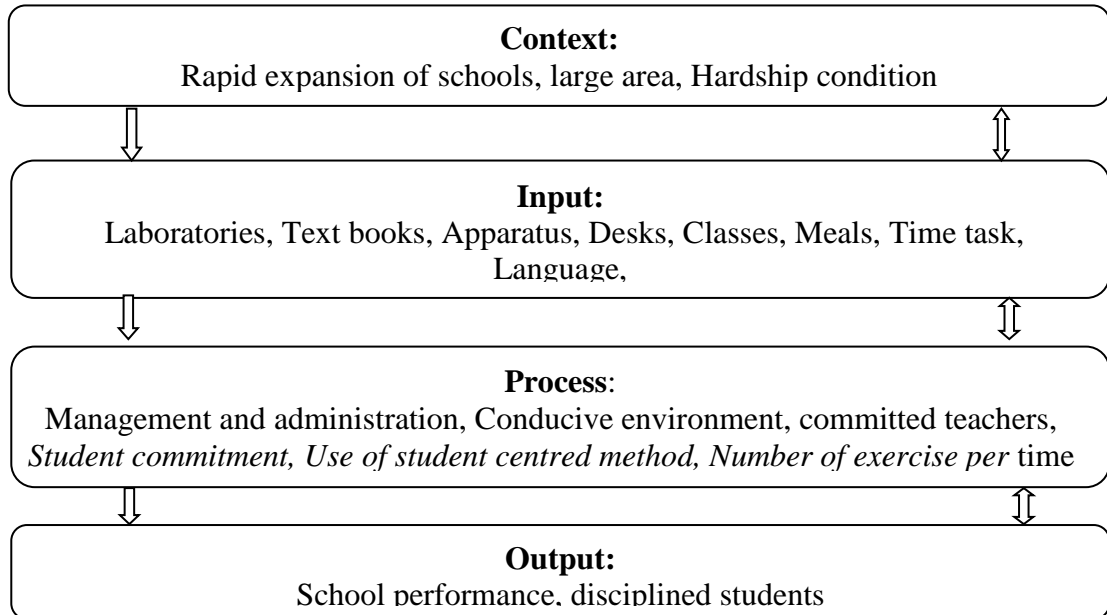 Context:
Rapid expansion of schools, large area, Hardship condition
Input:
Laboratories, Text books, Apparatus, Desks, Classes, Meals, Time task,
Language,
Process:
Management and administration, Conducive environment, committed teachers,
Student commitment, Use of student centred method, Number of exercise per time
Output:
School performance, disciplined students